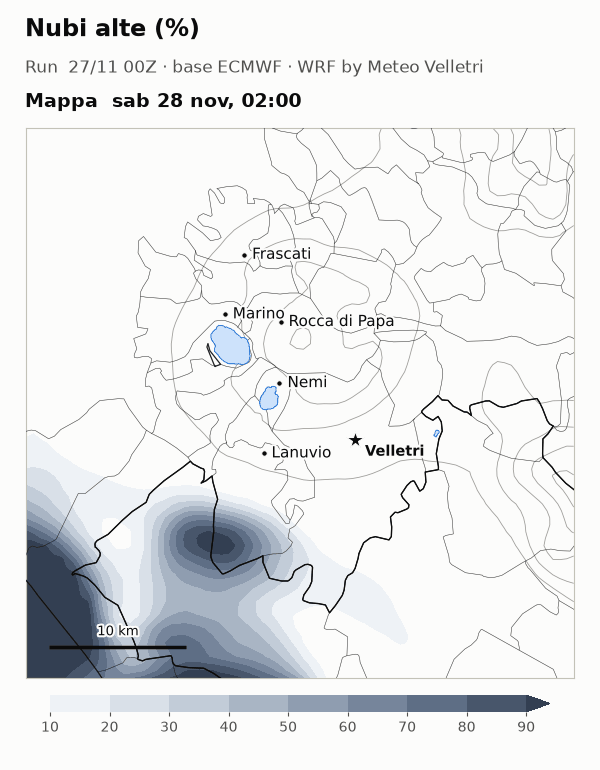 Nubi alte (%)
Run  27/11 00Z · base ECMWF · WRF by Meteo Velletri
Mappa  sab 28 nov, 02:00
Frascati
Marino
Rocca di Papa
Nemi
Velletri
Lanuvio
10 km
10 20 30 40 50 60 70 80 90